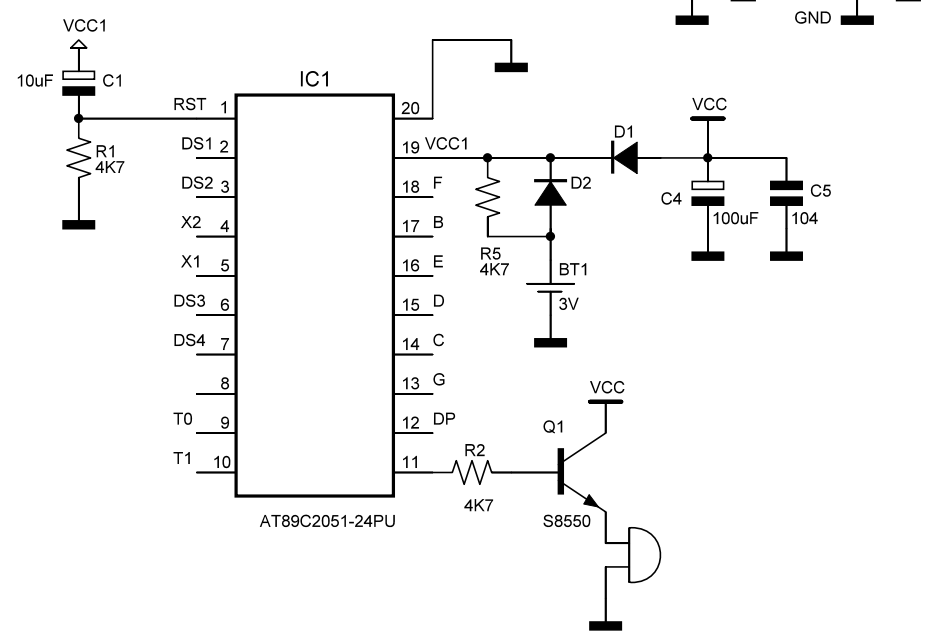 GND
VCC1
10uF
C1
R1
4K7
IC1
RST 1
DS1 2
DS2 3
X2 4
X1 5
DS3 6
DS4 7
8
T0 9
T1 10
20
19 VCC1
18 F
17 B
16 E
15 D
14 C
13 G
12 DP
11
AT89C2051-24PU
D1
VCC
D2
R5
4K7
BT1
3V
C4
100uF
C5
104
VCC
Q1
R2
4K7
S8550